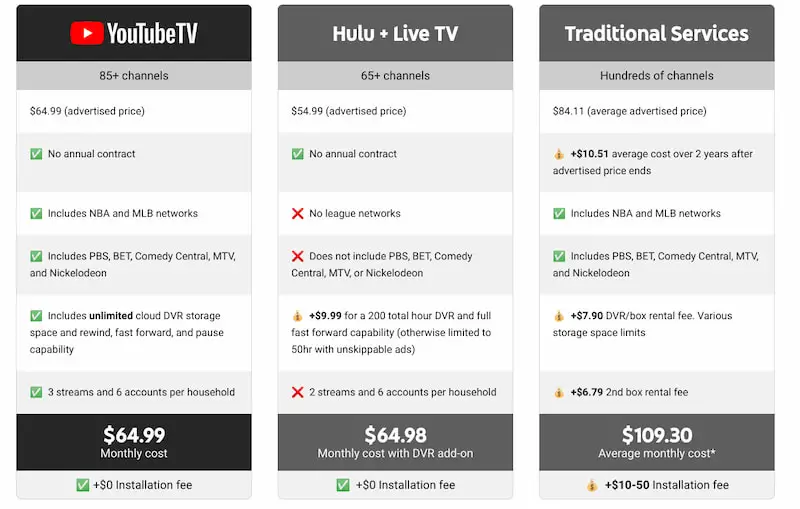 YouTubeTV
85+ channels
$64.99 (advertised price)
✅ No annual contract
✅ Includes NBA and MLB networks
✅ Includes PBS, BET, Comedy Central, MTV,
and Nickelodeon
✅ Includes unlimited cloud DVR storage
space and rewind, fast forward, and pause
capability
✅ 3 streams and 6 accounts per household
$64.99
Monthly cost
✅ +$0 Installation fee
Hulu + Live TV
65+ channels
$54.99 (advertised price)
✅ No annual contract
❌ No league networks
❌ Does not include PBS, BET, Comedy
Central, MTV, or Nickelodeon
💰 +$9.99 for a 200 total hour DVR and full
fast forward capability (otherwise limited to
50hr with unskippable ads)
❌ 2 streams and 6 accounts per household
$64.98
Monthly cost with DVR add-on
✅ +$0 Installation fee
Traditional Services
Hundreds of channels
$84.11 (average advertised price)
💰 +$10.51 average cost over 2 years after
advertised price ends
✅ Includes NBA and MLB networks
✅ Includes PBS, BET, Comedy Central, MTV,
and Nickelodeon
💰 +$7.90 DVR/box rental fee. Various
storage space limits
💰 +$6.79 2nd box rental fee
$109.30
Average monthly cost*
💰 +$10-50 Installation fee